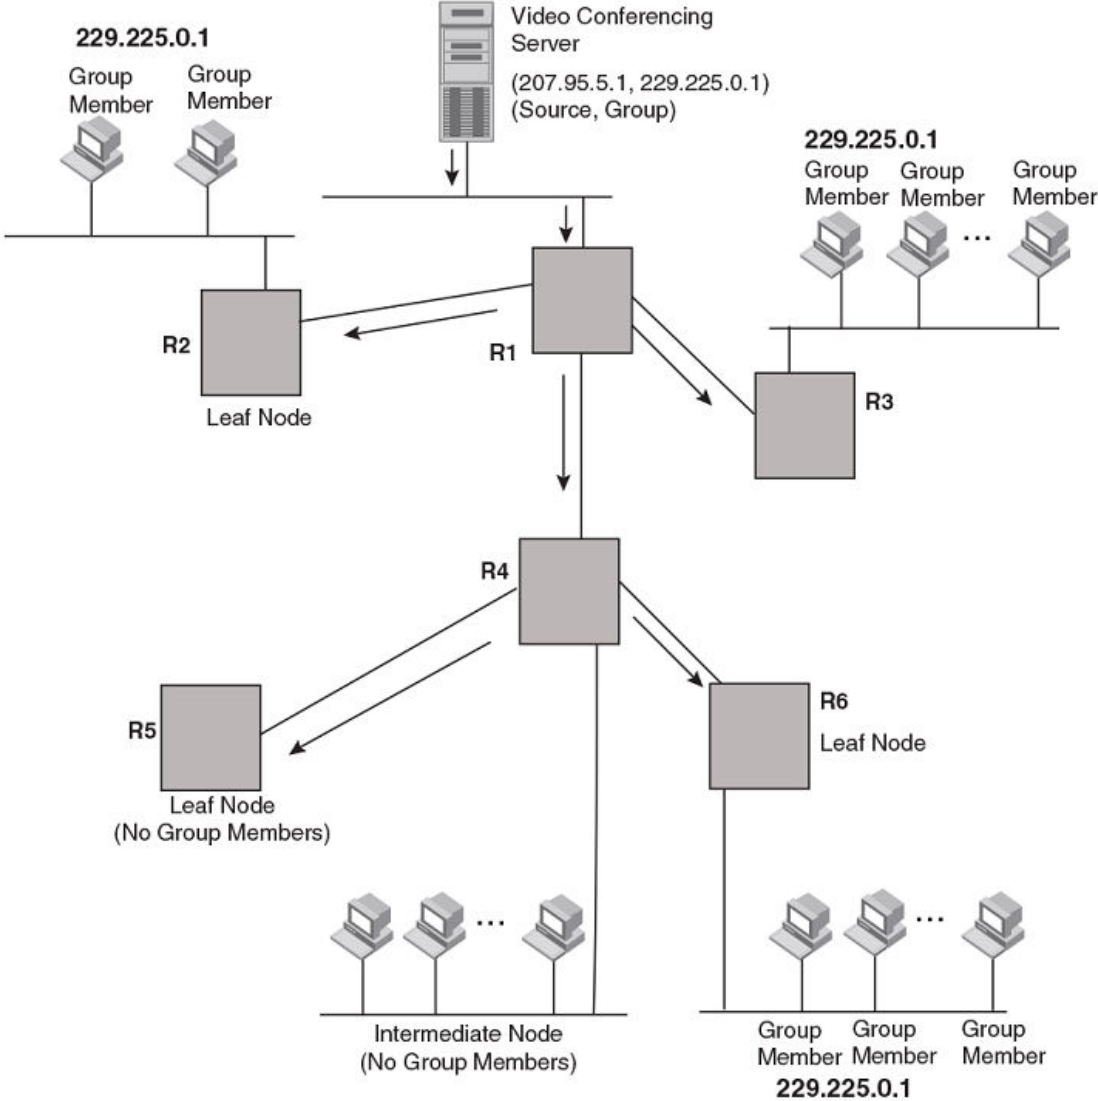 Video Conferencing
Server
(207.95.5.1, 229.225.0.1)
(Source, Group)
229.225.0.1
Group
Member
Group
Member
229.225.0.1
Group
Member
Group
Member
...
Group
Member
R2
Leaf Node
R1
R3
R4
R5
Leaf Node
(No Group Members)
R6
Leaf Node
...
Intermediate Node
(No Group Members)
...
Group
Member
Group
Member
Group
Member
229.225.0.1